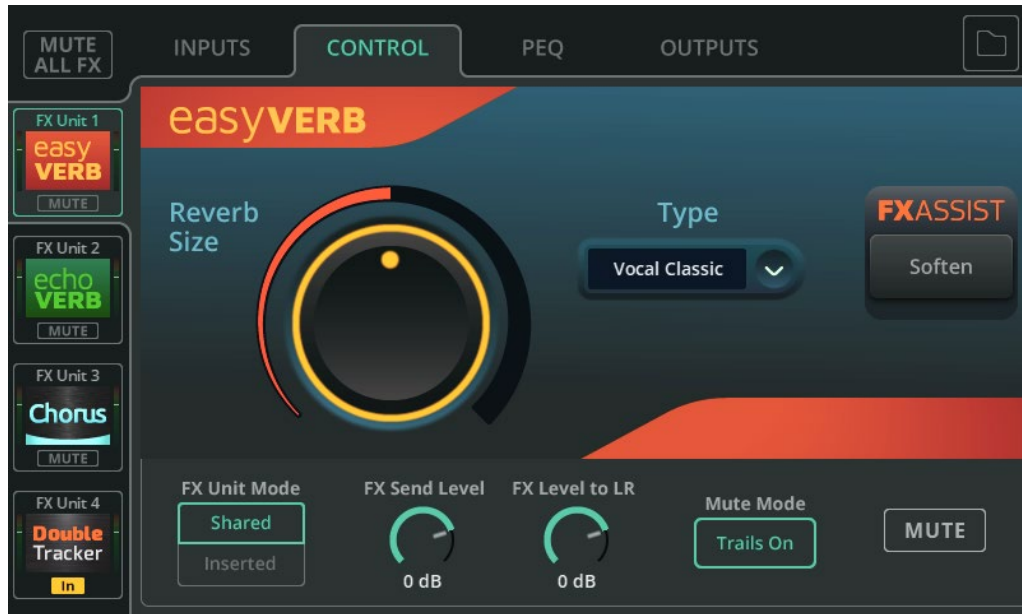 MUTE
ALL FX
INPUTS
CONTROL
PEQ
OUTPUTS
FX Unit 1
easy
VERB
MUTE
FX Unit 2
echo
VERB
MUTE
FX Unit 3
Chorus
MUTE
FX Unit 4
Double
Tracker
In
easyVERB
Reverb
Size
Type
Vocal Classic
FXASSIST
Soften
FX Unit Mode
Shared
Inserted
FX Send Level
0 dB
FX Level to LR
0 dB
Mute Mode
Trails On
MUTE